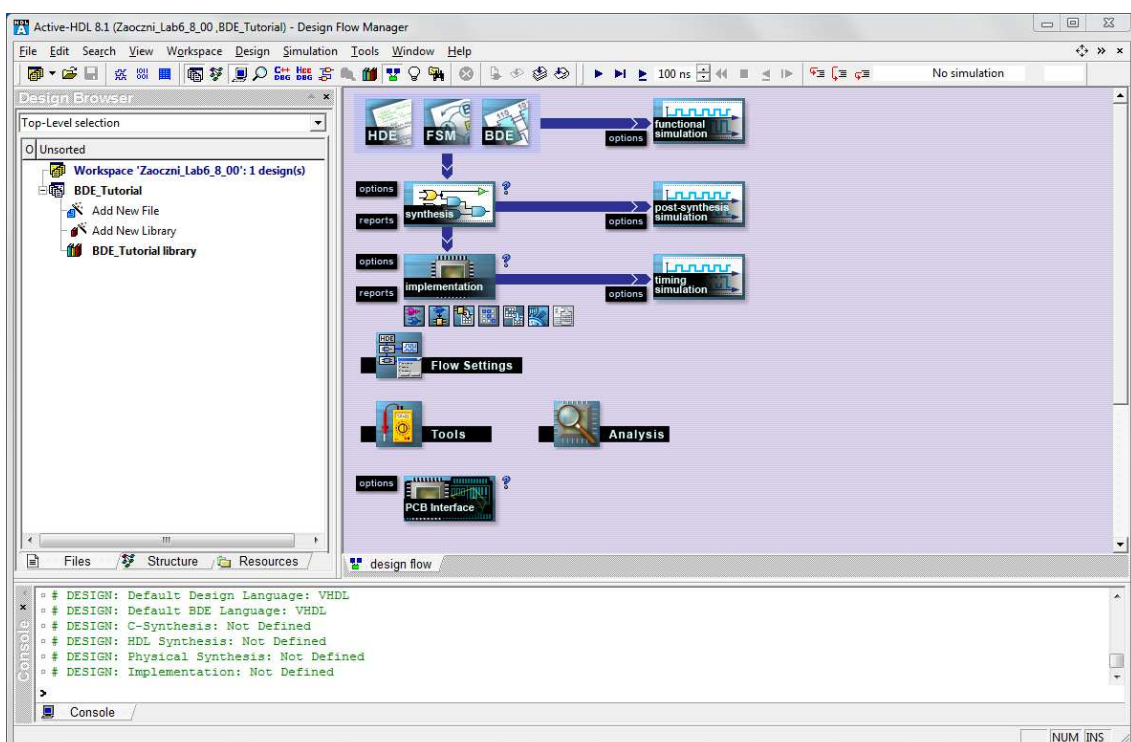 Active-HDL 8.1 (Zaoczni_Lab6_8_00 ,BDE_Tutorial) - Design Flow Manager
File Edit Search View Workspace Design Simulation Tools Window Help
100 ns No simulation
Design Browser
Top-Level selection
O Unsorted
Workspace 'Zaoczni_Lab6_8_00': 1 design(s)
BDE_Tutorial
Add New File
Add New Library
BDE_Tutorial library
Files Structure Resources
HDE FSM BDE
options
functional simulation
options
reports
synthesis
?
options
post-synthesis simulation
options
reports
implementation
?
options
timing simulation
HDE
Flow Settings
Tools
Analysis
options
PCB Interface
?
design flow
# DESIGN: Default Design Language: VHDL
# DESIGN: Default BDE Language: VHDL
# DESIGN: C-Synthesis: Not Defined
# DESIGN: HDL Synthesis: Not Defined
# DESIGN: Physical Synthesis: Not Defined
# DESIGN: Implementation: Not Defined
>
Console
Console
NUM INS